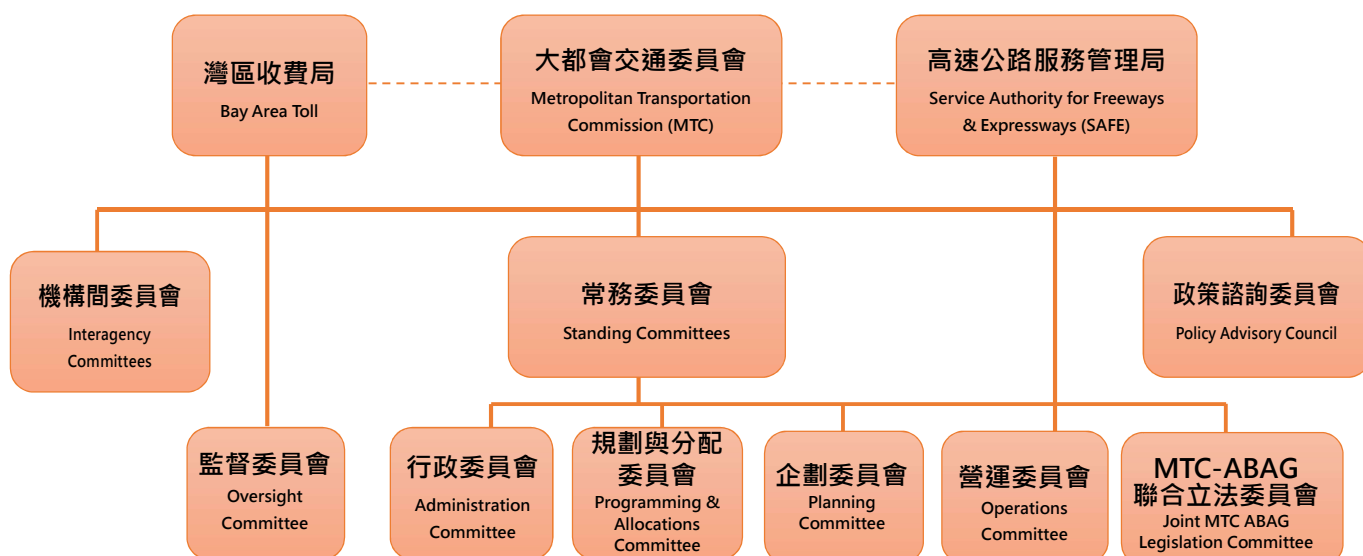 灣區收費局
Bay Area Toll
大都會交通委員會
Metropolitan Transportation
Commission (MTC)
高速公路服務管理局
Service Authority for Freeways
& Expressways (SAFE)
機構間委員會
Interagency
Committees
常務委員會
Standing Committees
政策諮詢委員會
Policy Advisory Council
監督委員會
Oversight
Committee
行政委員會
Administration
Committee
規劃與分配
委員會
Programming &
Allocations
Committee
企劃委員會
Planning
Committee
營運委員會
Operations
Committee
MTC-ABAG
聯合立法委員會
Joint MTC ABAG
Legislation Committee